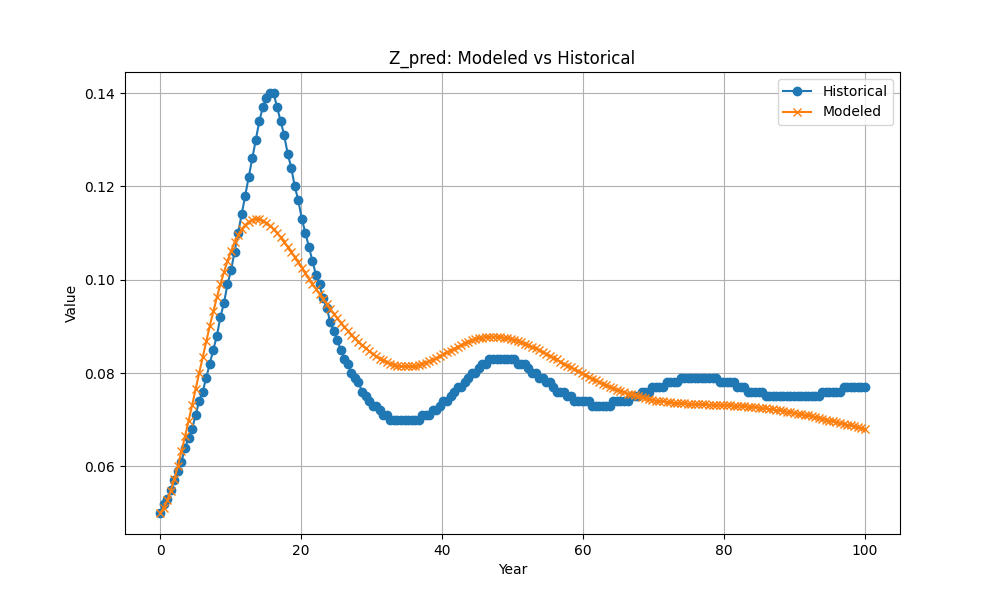 Z_pred: Modeled vs Historical
Historical
Modeled
Value
0.14
0.12
0.10
0.08
0.06
0 20 40 60 80 100
Year